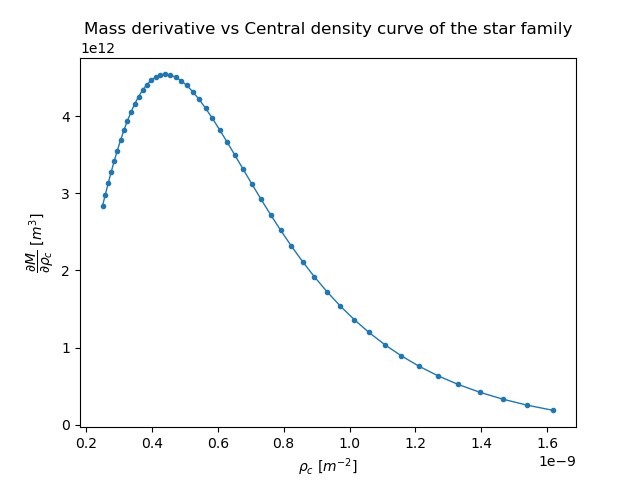 Mass derivative vs Central density curve of the star family
1e12
4
3
2
1
0
∂M/∂ρc [m³]
0.2 0.4 0.6 0.8 1.0 1.2 1.4 1.6
1e−9
ρc [m⁻²]